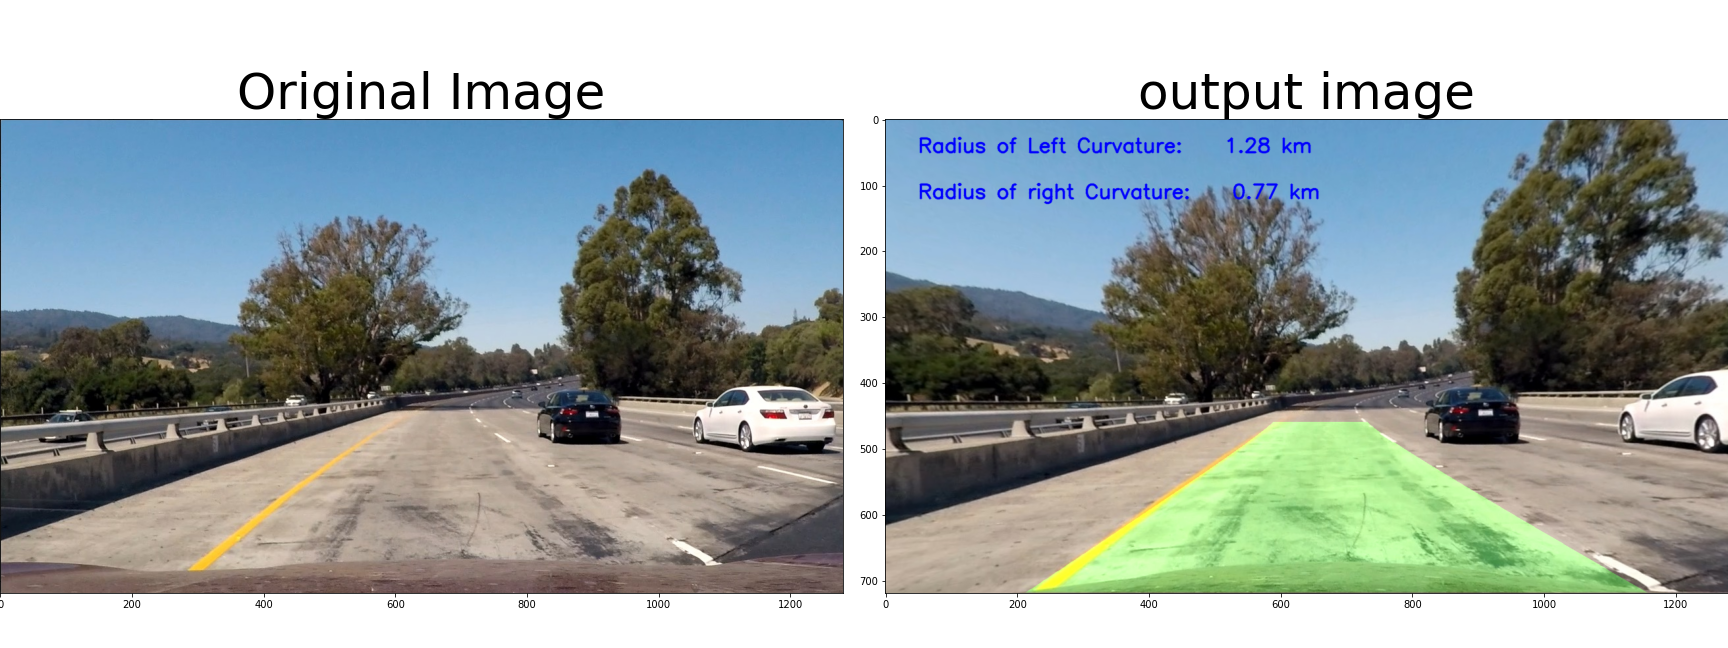 Original Image
output image
Radius of Left Curvature: 1.28 km
Radius of right Curvature: 0.77 km
0
100
200
300
400
500
600
700
0 200 400 600 800 1000 1200
0 200 400 600 800 1000 1200